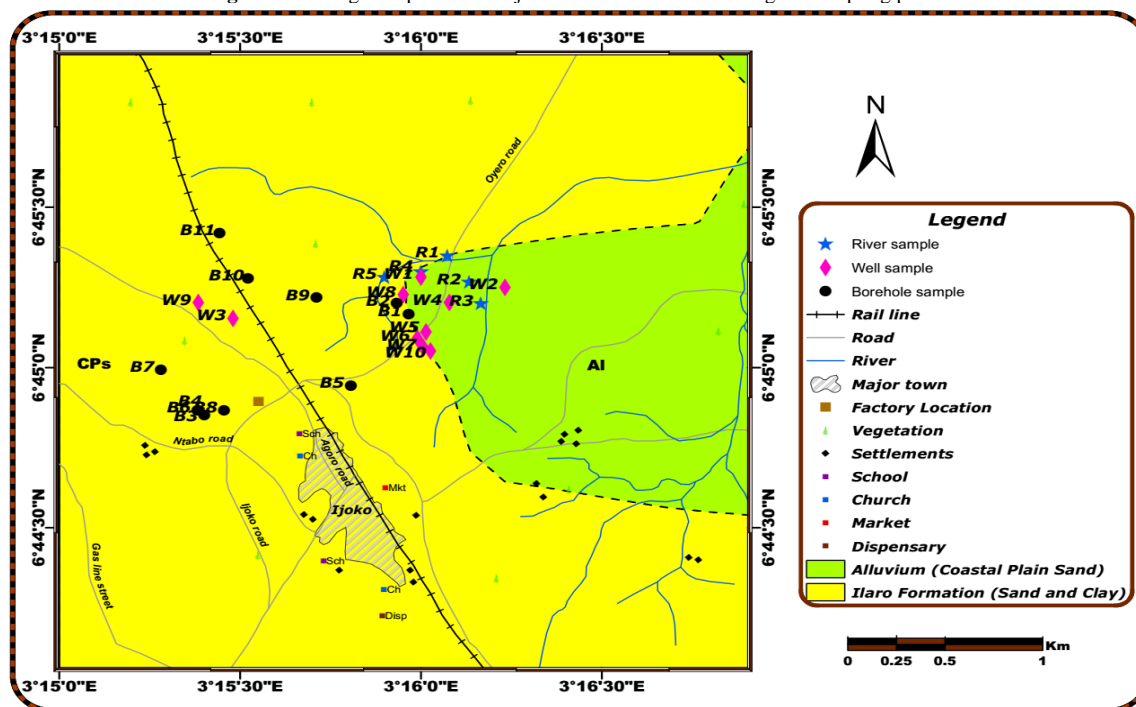 3°15'0"E 3°15'30"E 3°16'0"E 3°16'30"E
6°45'30"N
6°45'0"N
6°44'30"N
6°45'30"N
6°45'0"N
6°44'30"N
3°15'0"E 3°15'30"E 3°16'0"E 3°16'30"E
Oyero road
B11
R1
R4
B10
R5
W1
R2
W2
W9
B9
W8
B2
W4
R3
W3
B1
W5
W6
W7
W10
CPs
B7
B5
Al
B4
B6
B8
B3
Ntabo road
Sch
Ch
Agoro road
Mkt
Ijoko
Ijoko road
Gas line street
Sch
Ch
Disp
N
Legend
River sample
Well sample
Borehole sample
Rail line
Road
River
Major town
Factory Location
Vegetation
Settlements
School
Church
Market
Dispensary
Alluvium (Coastal Plain Sand)
Ilaro Formation (Sand and Clay)
Km
0 0.25 0.5 1